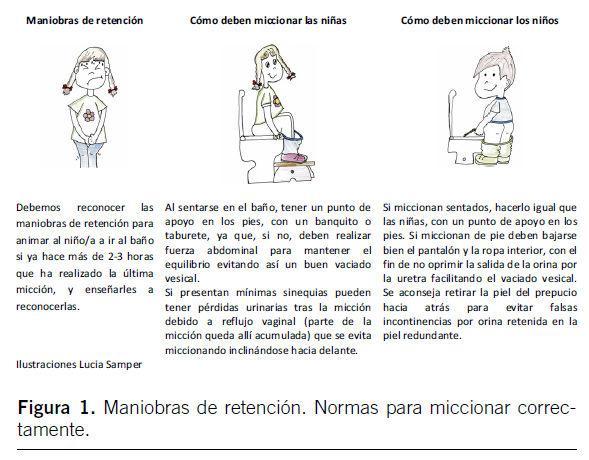 Maniobras de retención
Cómo deben miccionar las niñas
Cómo deben miccionar los niños
Debemos reconocer las
maniobras de retención para
animar al niño/a a ir al baño
si ya hace más de 2-3 horas
que ha realizado la última
micción, y enseñarles a
reconocerlas.
Al sentarse en el baño, tener un punto de
apoyo en los pies, con un banquito o
taburete, ya que, si no, deben realizar
fuerza abdominal para mantener el
equilibrio evitando así un buen vaciado
vesical.
Si presentan mínimas sinequias pueden
tener pérdidas urinarias tras la micción
debido a reflujo vaginal (parte de la
micción queda allí acumulada) que se evita
miccionando inclinándose hacia delante.
Si miccionan sentados, hacerlo igual que
las niñas, con un punto de apoyo en los
pies. Si miccionan de pie deben bajarse
bien el pantalón y la ropa interior, con el
fin de no oprimir la salida de la orina por
la uretra facilitando el vaciado vesical.
Se aconseja retirar la piel del prepucio
hacia atrás para evitar falsas
incontinencias por orina retenida en la
piel redundante.
Ilustraciones Lucia Samper
Figura 1. Maniobras de retención. Normas para miccionar correc-
tamente.